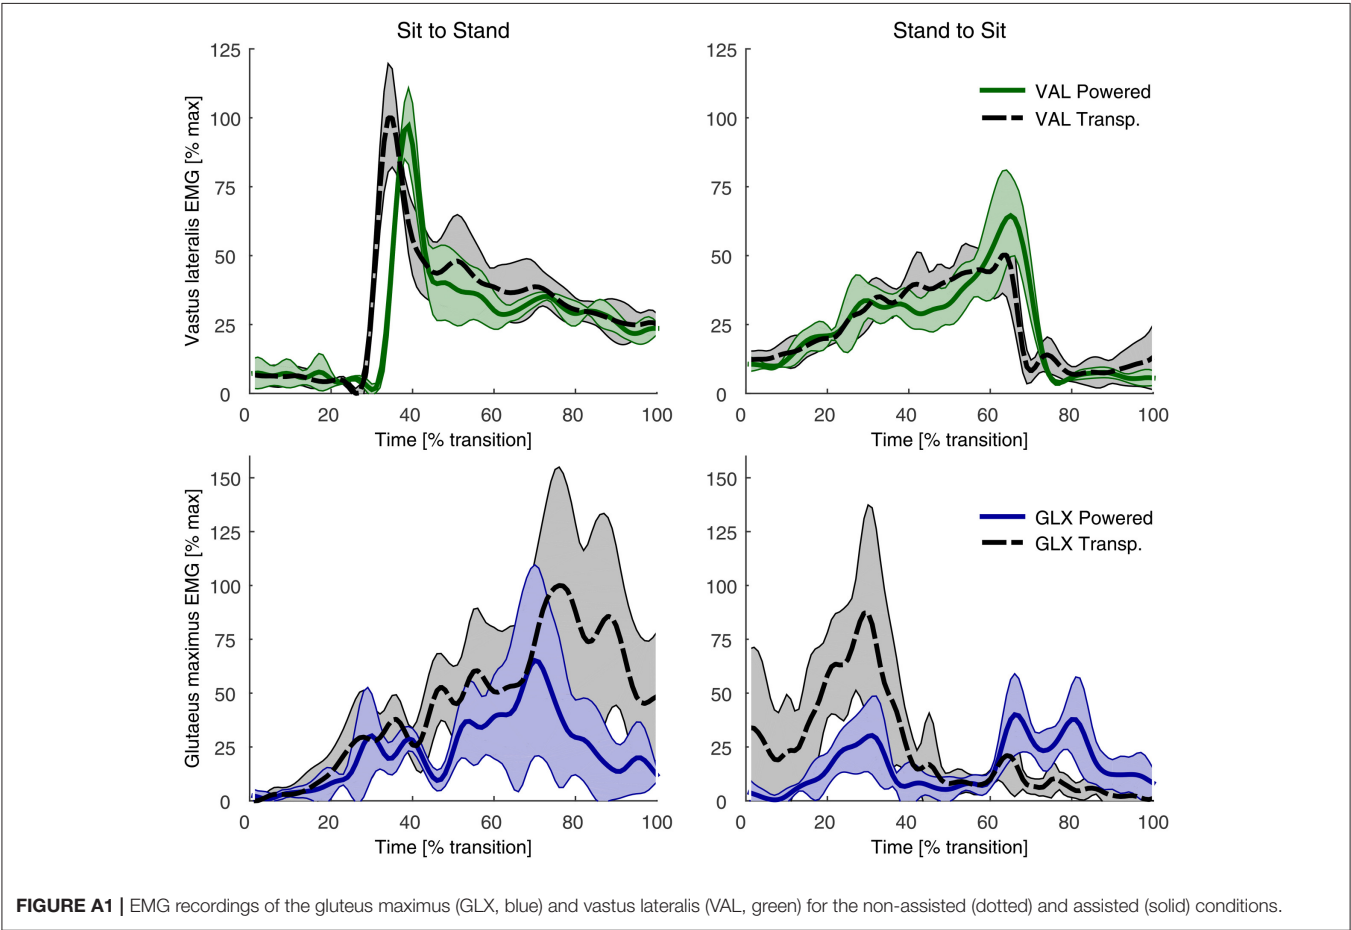 Sit to Stand
Stand to Sit
Vastus lateralis EMG [% max]
125
100
75
50
25
0
0 20 40 60 80 100
Time [% transition]
125
100
75
50
25
0
0 20 40 60 80 100
Time [% transition]
VAL Powered
VAL Transp.
Glutaeus maximus EMG [% max]
150
125
100
75
50
25
0
0 20 40 60 80 100
Time [% transition]
150
125
100
75
50
25
0
0 20 40 60 80 100
Time [% transition]
GLX Powered
GLX Transp.
FIGURE A1 | EMG recordings of the gluteus maximus (GLX, blue) and vastus lateralis (VAL, green) for the non-assisted (dotted) and assisted (solid) conditions.